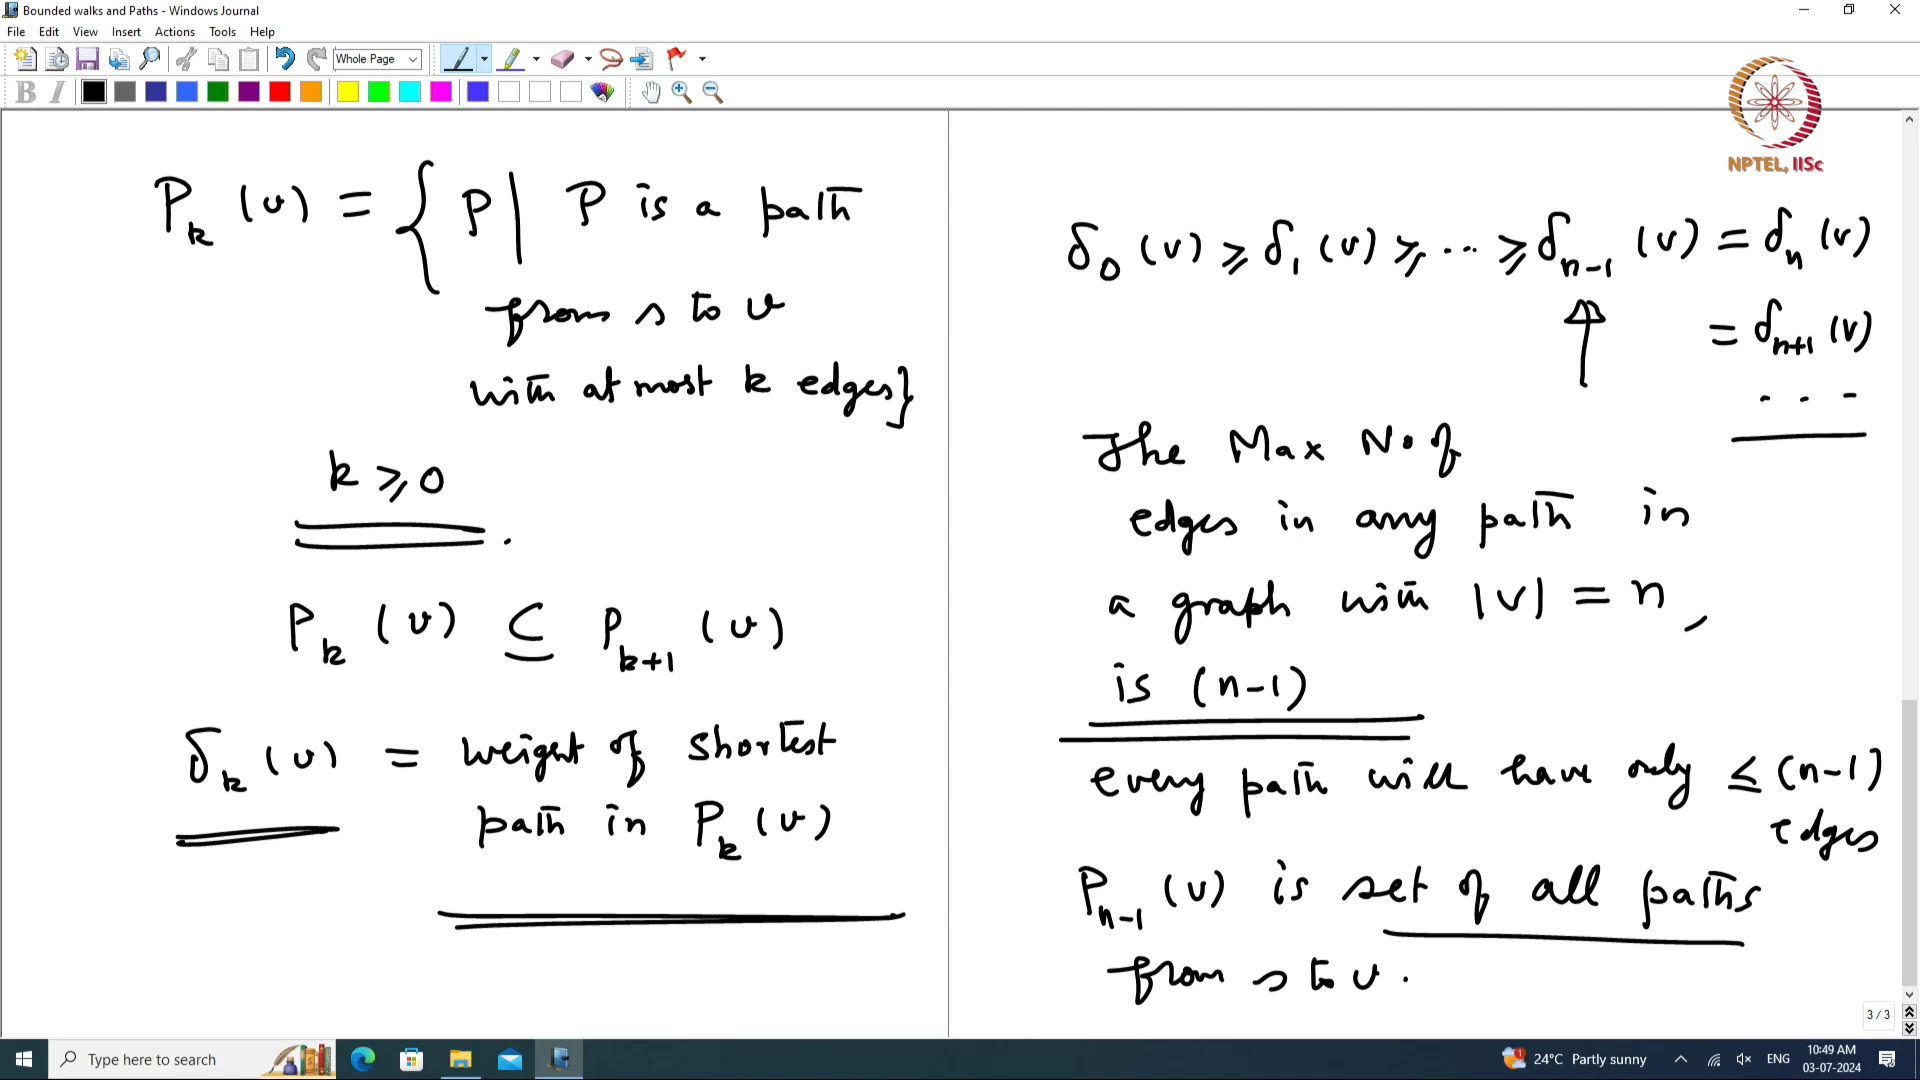 Bounded walks and Paths - Windows Journal
File Edit View Insert Actions Tools Help
Whole Page
B I
NPTEL, IISc
P_k (v) = { P | P is a path
from s to v
with at most k edges}
k ≥ 0
P_k (v) ⊆ P_{k+1} (v)
δ_k (v) = weight of shortest
path in P_k (v)
δ_0 (v) ≥ δ_1 (v) ≥ ... ≥ δ_{n-1} (v) = δ_n (v)
= δ_{n+1} (v)
. . .
The Max No of
edges in any path in
a graph with |V| = n,
is (n-1)
every path will have only ≤ (n-1)
edges
P_{n-1} (v) is set of all paths
from s to v.
3 / 3
Type here to search
24°C Partly sunny
ENG
10:49 AM
03-07-2024